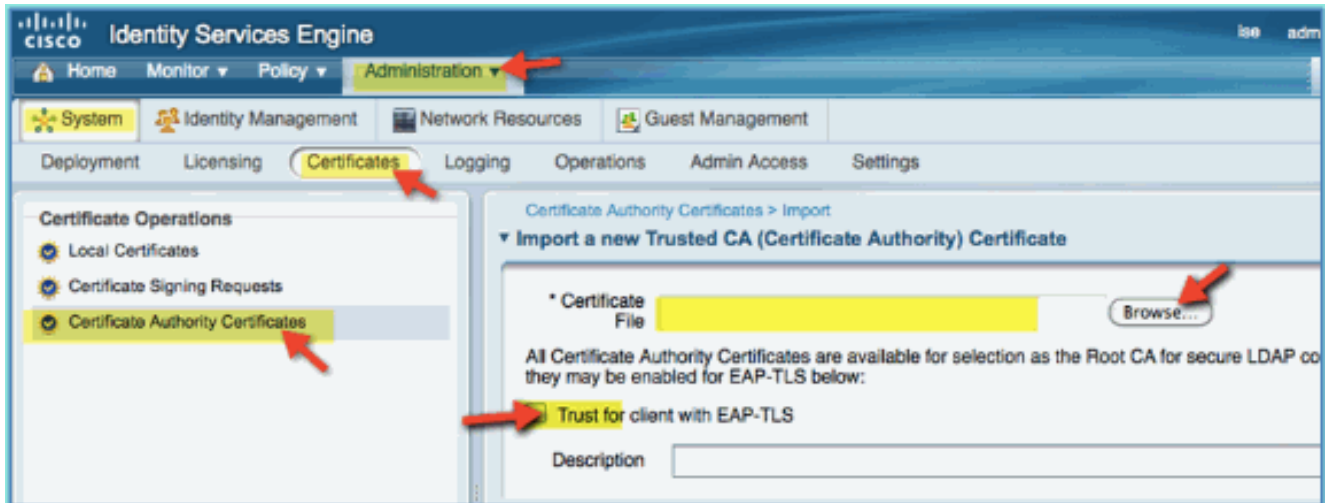 CISCO Identity Services Engine ise adm
Home Monitor Policy Administration
System Identity Management Network Resources Guest Management
Deployment Licensing Certificates Logging Operations Admin Access Settings
Certificate Operations
Local Certificates
Certificate Signing Requests
Certificate Authority Certificates
Certificate Authority Certificates > Import
Import a new Trusted CA (Certificate Authority) Certificate
* Certificate
File
Browse...
All Certificate Authority Certificates are available for selection as the Root CA for secure LDAP co
they may be enabled for EAP-TLS below:
Trust for client with EAP-TLS
Description